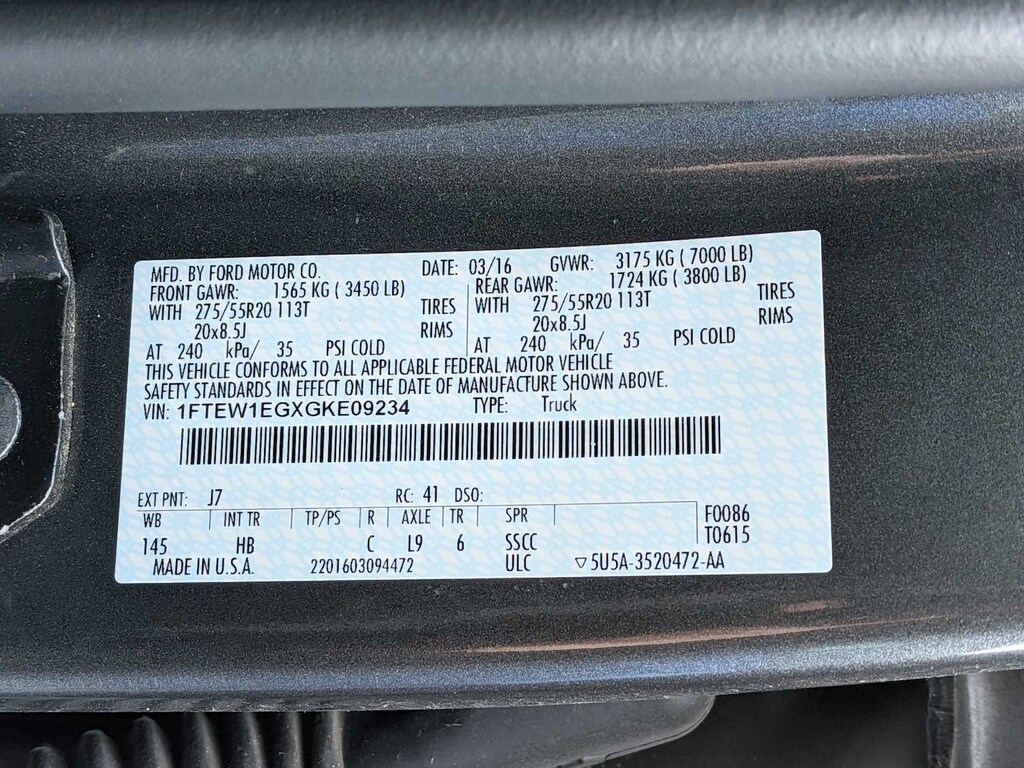 MFD. BY FORD MOTOR CO. DATE: 03/16 GVWR: 3175 KG ( 7000 LB)
FRONT GAWR: 1565 KG ( 3450 LB) REAR GAWR: 1724 KG ( 3800 LB)
WITH 275/55R20 113T TIRES WITH 275/55R20 113T TIRES
20x8.5J RIMS 20x8.5J RIMS
AT 240 kPa/ 35 PSI COLD AT 240 kPa/ 35 PSI COLD
THIS VEHICLE CONFORMS TO ALL APPLICABLE FEDERAL MOTOR VEHICLE
SAFETY STANDARDS IN EFFECT ON THE DATE OF MANUFACTURE SHOWN ABOVE.
VIN: 1FTEW1EGXGKE09234 TYPE: Truck
EXT PNT: J7 RC: 41 DSO:
WB INT TR TP/PS R AXLE TR SPR F0086
145 HB C L9 6 SSCC T0615
MADE IN U.S.A. 2201603094472 ULC ▽5U5A-3520472-AA